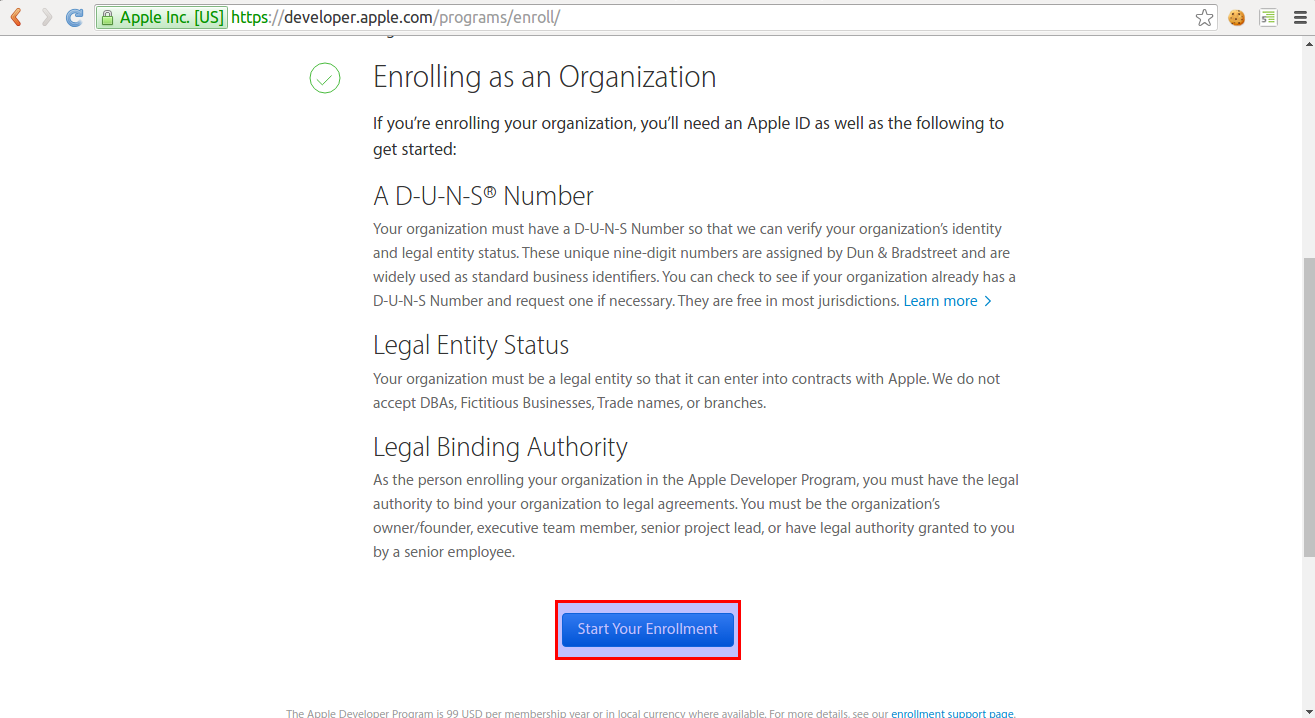 Apple Inc. [US] https://developer.apple.com/programs/enroll/
Enrolling as an Organization
If you’re enrolling your organization, you’ll need an Apple ID as well as the following to
get started:
A D-U-N-S® Number
Your organization must have a D-U-N-S Number so that we can verify your organization’s identity
and legal entity status. These unique nine-digit numbers are assigned by Dun & Bradstreet and are
widely used as standard business identifiers. You can check to see if your organization already has a
D-U-N-S Number and request one if necessary. They are free in most jurisdictions. Learn more >
Legal Entity Status
Your organization must be a legal entity so that it can enter into contracts with Apple. We do not
accept DBAs, Fictitious Businesses, Trade names, or branches.
Legal Binding Authority
As the person enrolling your organization in the Apple Developer Program, you must have the legal
authority to bind your organization to legal agreements. You must be the organization’s
owner/founder, executive team member, senior project lead, or have legal authority granted to you
by a senior employee.
Start Your Enrollment
The Apple Developer Program is 99 USD per membership year or in local currency where available. For more details, see our enrollment support page.